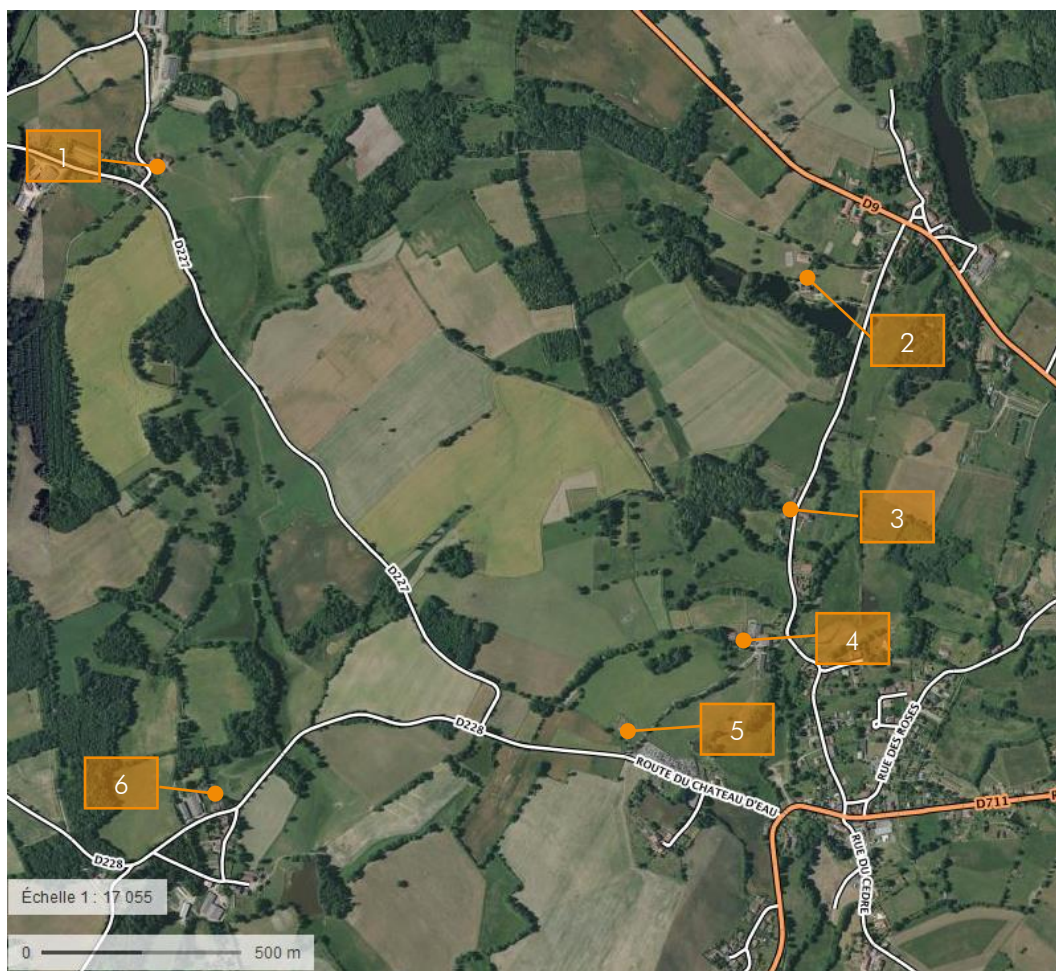 1
D9
D227
2
3
D227
4
RUE DES ROSES
D228
5
ROUTE DU CHÂTEAU D'EAU
6
D711
D228
RUE DU CEDRE
Échelle 1 : 17 055
0 500 m